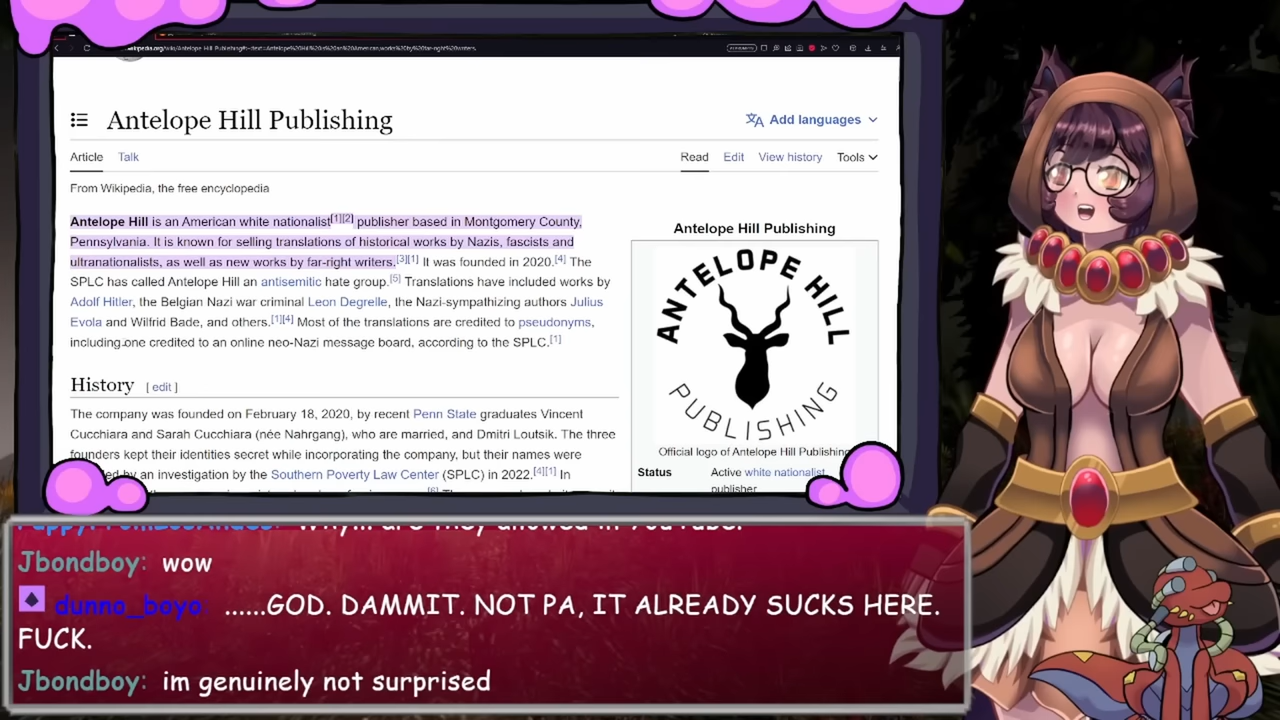 Antelope Hill Publishing
Add languages
Article Talk
Read Edit View history Tools
From Wikipedia, the free encyclopedia
Antelope Hill is an American white nationalist[1][2] publisher based in Montgomery County,
Pennsylvania. It is known for selling translations of historical works by Nazis, fascists and
ultranationalists, as well as new works by far-right writers.[3][1] It was founded in 2020.[4] The
SPLC has called Antelope Hill an antisemitic hate group.[5] Translations have included works by
Adolf Hitler, the Belgian Nazi war criminal Leon Degrelle, the Nazi-sympathizing authors Julius
Evola and Wilfrid Bade, and others.[1][4] Most of the translations are credited to pseudonyms,
including one credited to an online neo-Nazi message board, according to the SPLC.[1]
History [ edit ]
The company was founded on February 18, 2020, by recent Penn State graduates Vincent
Cucchiara and Sarah Cucchiara (née Nahrgang), who are married, and Dmitri Loutsik. The three
founders kept their identities secret while incorporating the company, but their names were
by an investigation by the Southern Poverty Law Center (SPLC) in 2022.[4][1] In
Antelope Hill Publishing
ANTELOPE HILL
PUBLISHING
Official logo of Antelope Hill Publishing
Status Active white nationalist
publisher
Jbondboy: wow
dunno_boyo ......GOD. DAMMIT. NOT PA, IT ALREADY SUCKS HERE.
FUCK.
Jbondboy: im genuinely not surprised